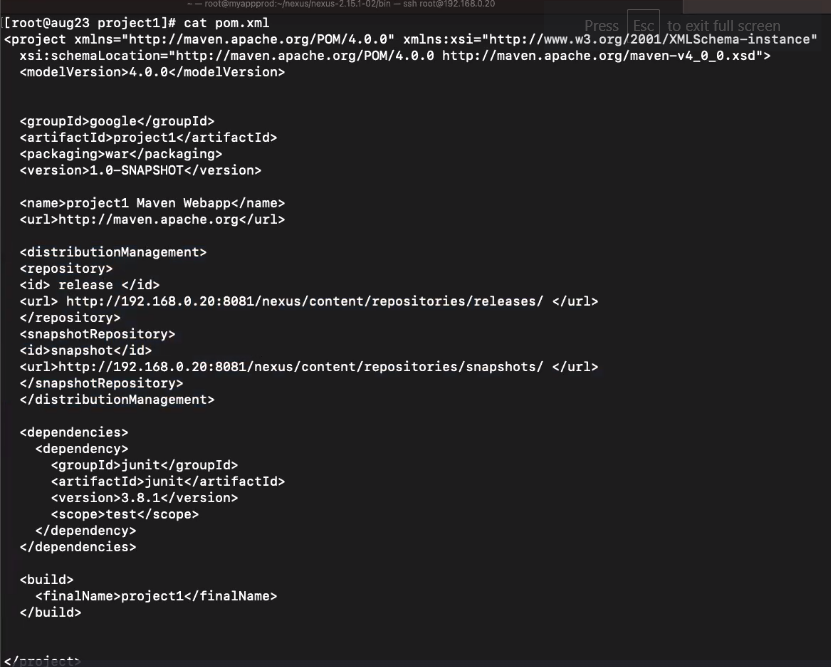 ~ — root@myappprod:~/nexus/nexus-2.15.1-02/bin — ssh root@192.168.0.20
Press Esc to exit full screen
[root@aug23 project1]# cat pom.xml
<project xmlns="http://maven.apache.org/POM/4.0.0" xmlns:xsi="http://www.w3.org/2001/XMLSchema-instance"
  xsi:schemaLocation="http://maven.apache.org/POM/4.0.0 http://maven.apache.org/maven-v4_0_0.xsd">
  <modelVersion>4.0.0</modelVersion>
  <groupId>google</groupId>
  <artifactId>project1</artifactId>
  <packaging>war</packaging>
  <version>1.0-SNAPSHOT</version>
  <name>project1 Maven Webapp</name>
  <url>http://maven.apache.org</url>
  <distributionManagement>
  <repository>
  <id> release </id>
  <url> http://192.168.0.20:8081/nexus/content/repositories/releases/ </url>
  </repository>
  <snapshotRepository>
  <id>snapshot</id>
  <url>http://192.168.0.20:8081/nexus/content/repositories/snapshots/ </url>
  </snapshotRepository>
  </distributionManagement>
  <dependencies>
    <dependency>
      <groupId>junit</groupId>
      <artifactId>junit</artifactId>
      <version>3.8.1</version>
      <scope>test</scope>
    </dependency>
  </dependencies>
  <build>
    <finalName>project1</finalName>
  </build>
</project>